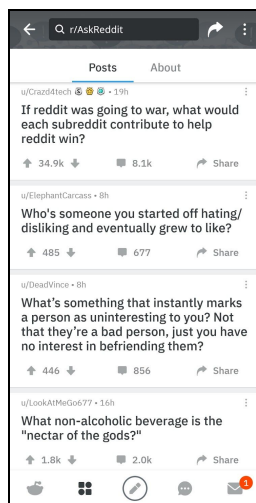 r/AskReddit
Posts About
u/Crazd4tech • 19h
If reddit was going to war, what would
each subreddit contribute to help
reddit win?
34.9k 8.1k Share
u/ElephantCarcass • 8h
Who's someone you started off hating/
disliking and eventually grew to like?
485 677 Share
u/DeadVince • 8h
What's something that instantly marks
a person as uninteresting to you? Not
that they're a bad person, just you have
no interest in befriending them?
446 856 Share
u/LookAtMeGo677 • 16h
What non-alcoholic beverage is the
"nectar of the gods?"
1.8k 2.0k Share
1